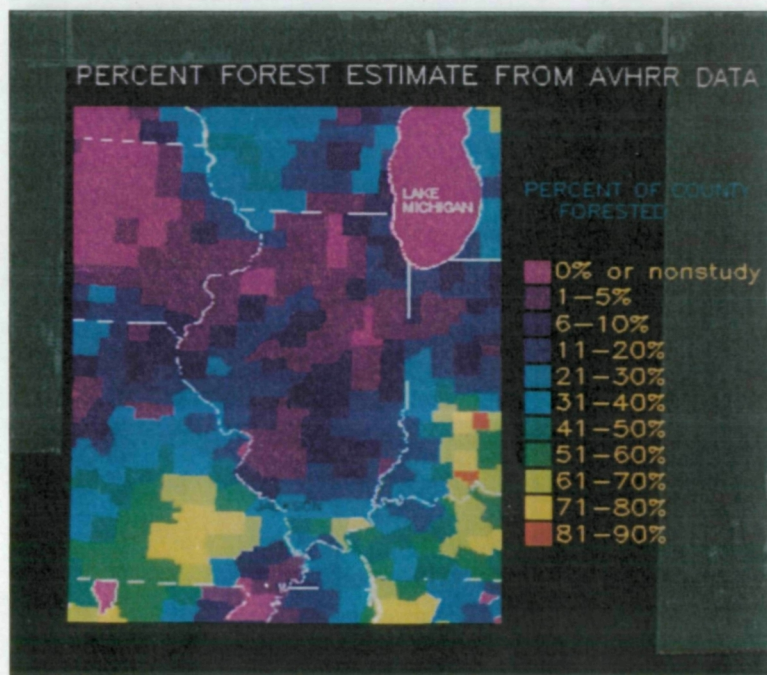 PERCENT FOREST ESTIMATE FROM AVHRR DATA
LAKE
MICHIGAN
PERCENT OF COUNTY
FORESTED
0% or nonstudy
1-5%
6-10%
11-20%
21-30%
31-40%
41-50%
51-60%
61-70%
71-80%
81-90%
JACKSON